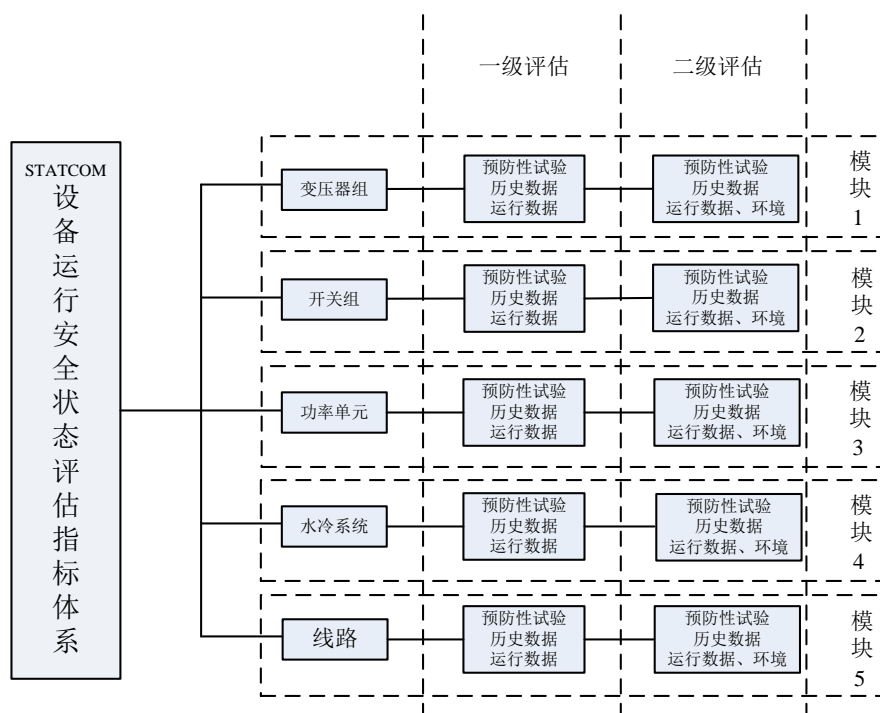 一级评估
二级评估
STATCOM
设备运行安全状态评估指标体系
变压器组
预防性试验
历史数据
运行数据
预防性试验
历史数据
运行数据、环境
模块1
开关组
预防性试验
历史数据
运行数据
预防性试验
历史数据
运行数据、环境
模块2
功率单元
预防性试验
历史数据
运行数据
预防性试验
历史数据
运行数据、环境
模块3
水冷系统
预防性试验
历史数据
运行数据
预防性试验
历史数据
运行数据、环境
模块4
线路
预防性试验
历史数据
运行数据
预防性试验
历史数据
运行数据、环境
模块5